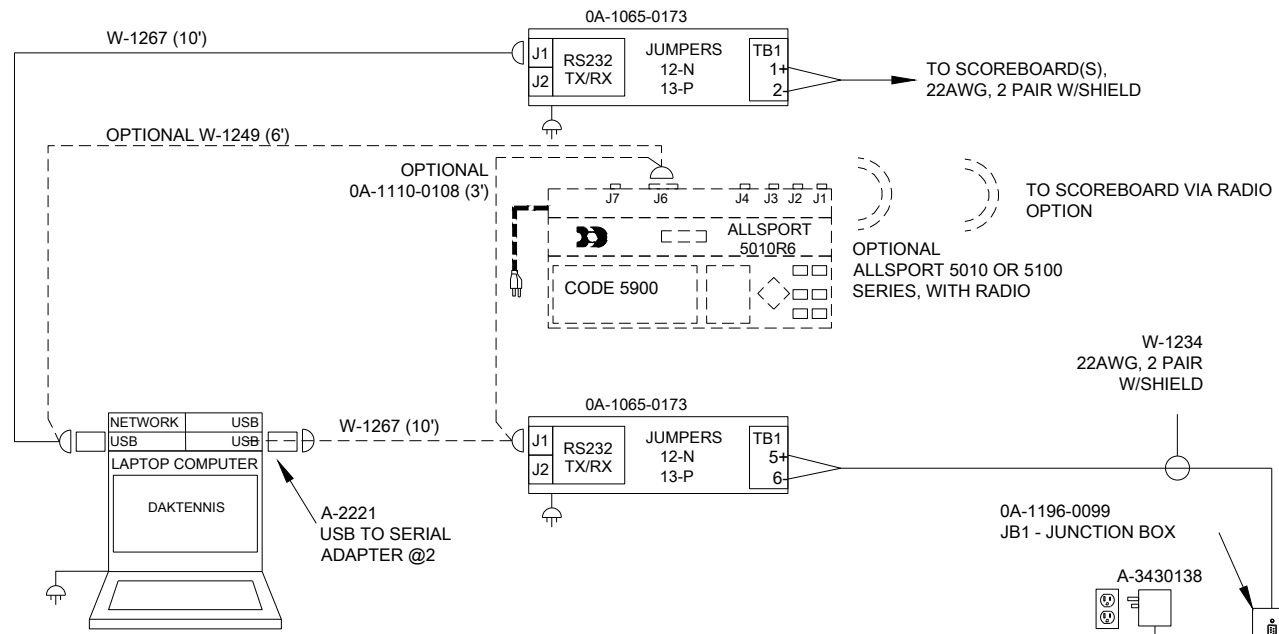 0A-1065-0173
W-1267 (10')
J1
J2
RS232
TX/RX
JUMPERS
12-N
13-P
TB1
1+
2-
TO SCOREBOARD(S),
22AWG, 2 PAIR W/SHIELD
OPTIONAL W-1249 (6')
OPTIONAL
0A-1110-0108 (3')
J7
J6
J4
J3
J2
J1
TO SCOREBOARD VIA RADIO
OPTION
ALLSPORT
5010R6
CODE 5900
OPTIONAL
ALLSPORT 5010 OR 5100
SERIES, WITH RADIO
W-1234
22AWG, 2 PAIR
W/SHIELD
0A-1065-0173
NETWORK
USB
USB
USB
W-1267 (10')
J1
J2
RS232
TX/RX
JUMPERS
12-N
13-P
TB1
5+
6-
LAPTOP COMPUTER
DAKTENNIS
A-2221
USB TO SERIAL
ADAPTER @2
0A-1196-0099
JB1 - JUNCTION BOX
A-3430138